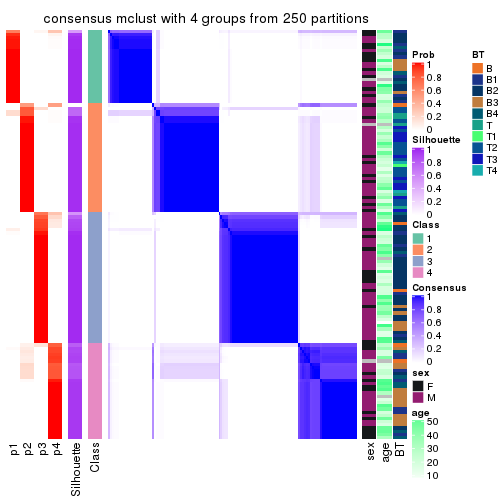 consensus mclust with 4 groups from 250 partitions
Prob
1
0.8
0.6
0.4
0.2
0
Silhouette
1
0.8
0.6
0.4
0.2
0
Class
1
2
3
4
Consensus
1
0.8
0.6
0.4
0.2
0
sex
F
M
age
50
40
30
20
10
BT
B
B1
B2
B3
B4
T
T1
T2
T3
T4
p1
p2
p3
p4
Silhouette
Class
sex
age
BT